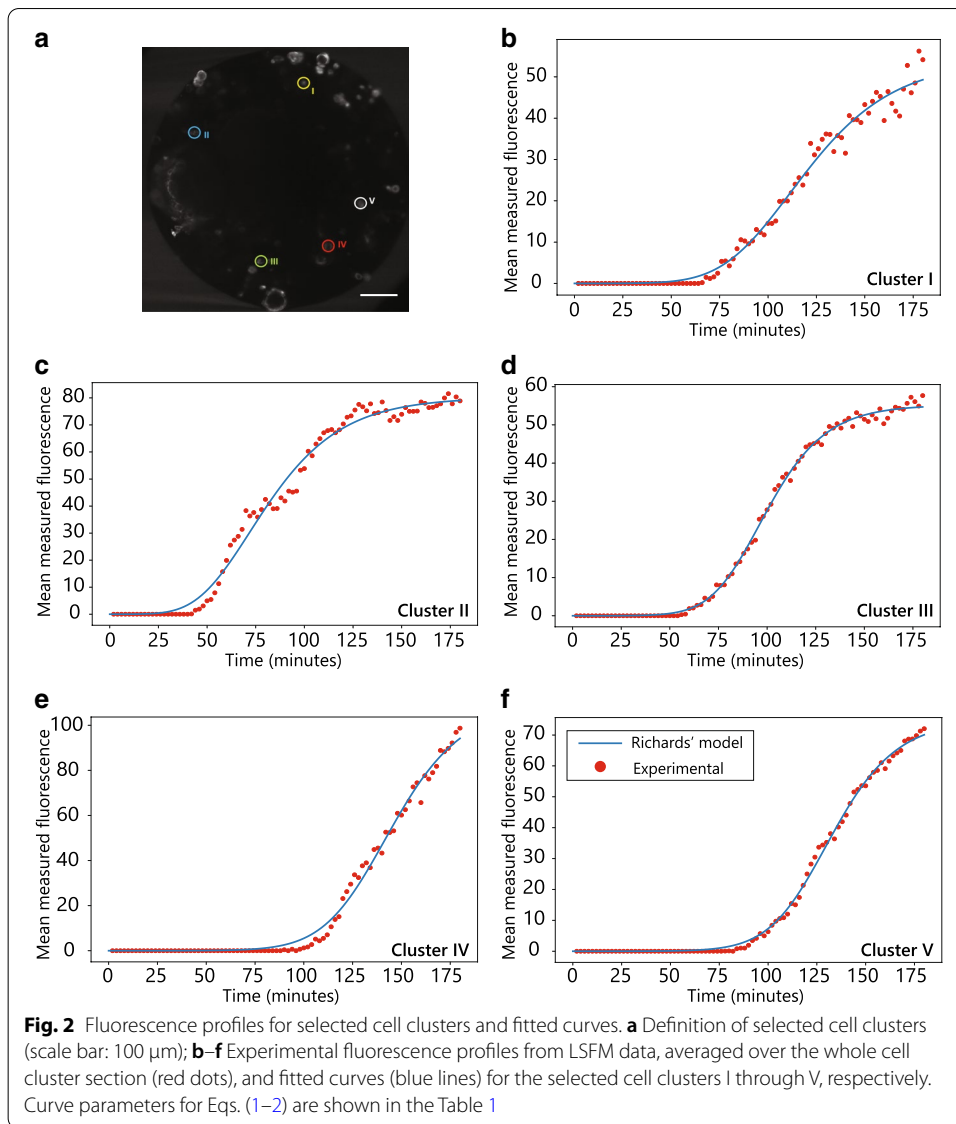 a
I
II
V
IV
III
b
Mean measured fluorescence
50
40
30
20
10
0
0 25 50 75 100 125 150 175
Time (minutes)
Cluster I
c
Mean measured fluorescence
80
70
60
50
40
30
20
10
0
0 25 50 75 100 125 150 175
Time (minutes)
Cluster II
d
Mean measured fluorescence
60
50
40
30
20
10
0
0 25 50 75 100 125 150 175
Time (minutes)
Cluster III
e
Mean measured fluorescence
100
80
60
40
20
0
0 25 50 75 100 125 150 175
Time (minutes)
Cluster IV
f
Mean measured fluorescence
70
60
50
40
30
20
10
0
Richards’ model
Experimental
0 25 50 75 100 125 150 175
Time (minutes)
Cluster V
Fig. 2 Fluorescence profiles for selected cell clusters and fitted curves. a Definition of selected cell clusters
(scale bar: 100 μm); b–f Experimental fluorescence profiles from LSFM data, averaged over the whole cell
cluster section (red dots), and fitted curves (blue lines) for the selected cell clusters I through V, respectively.
Curve parameters for Eqs. (1–2) are shown in the Table 1